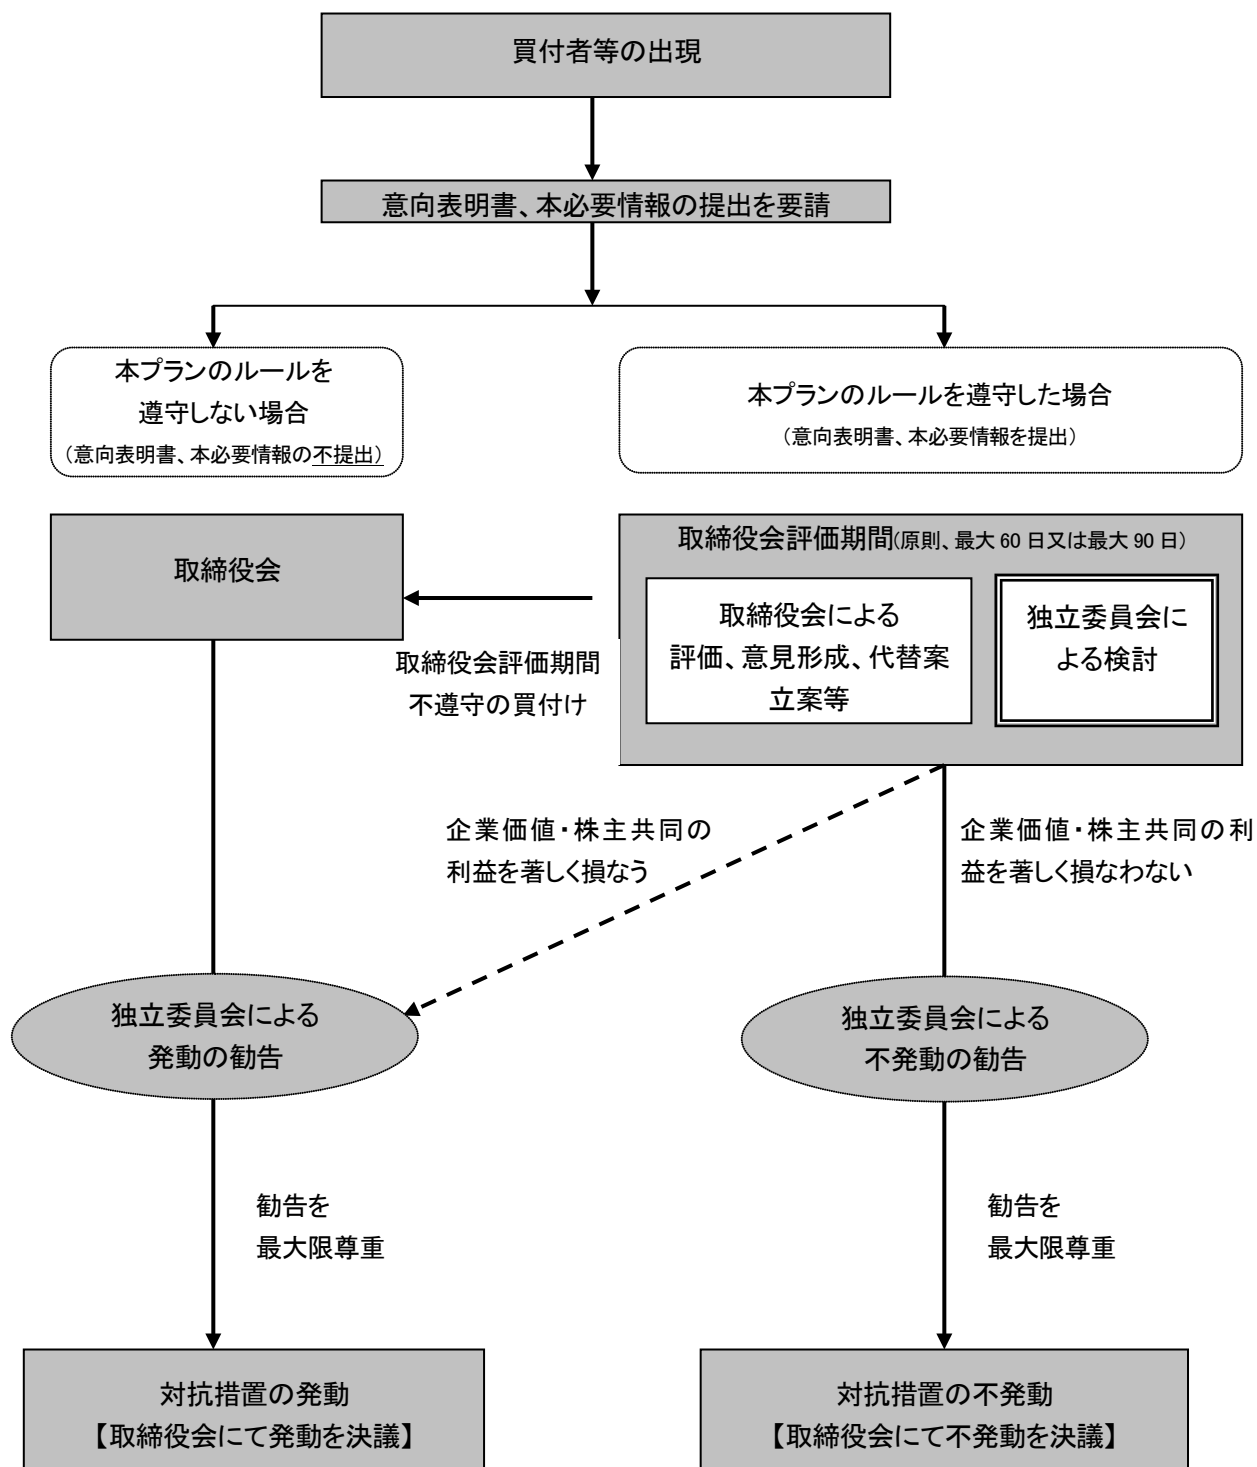 買付者等の出現
意向表明書、本必要情報の提出を要請
本プランのルールを
遵守しない場合
（意向表明書、本必要情報の不提出）
本プランのルールを遵守した場合
（意向表明書、本必要情報を提出）
取締役会
取締役会評価期間(原則、最大 60 日又は最大 90 日)
取締役会による
評価、意見形成、代替案
立案等
独立委員会に
よる検討
取締役会評価期間
不遵守の買付け
企業価値・株主共同の
利益を著しく損なう
企業価値・株主共同の利
益を著しく損なわない
独立委員会による
発動の勧告
独立委員会による
不発動の勧告
勧告を
最大限尊重
勧告を
最大限尊重
対抗措置の発動
【取締役会にて発動を決議】
対抗措置の不発動
【取締役会にて不発動を決議】